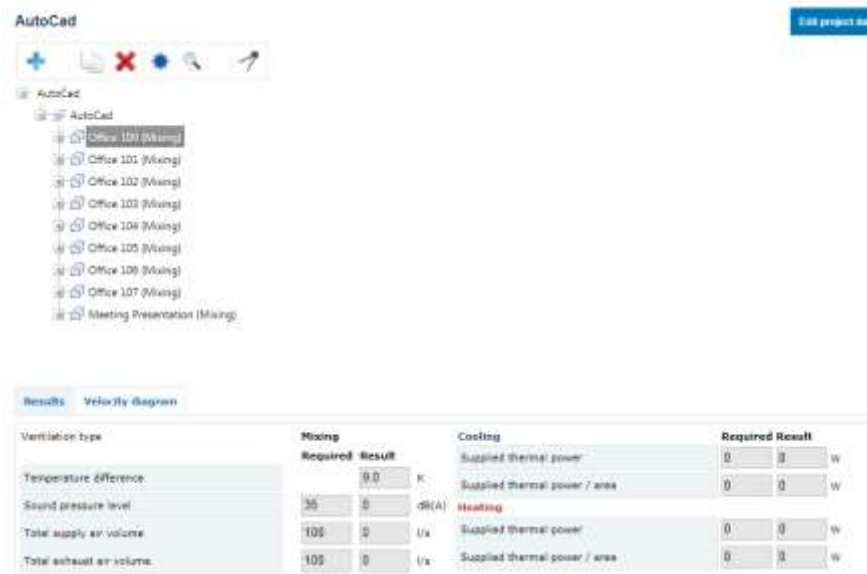 AutoCad
Edit project da
AutoCad
AutoCad
Office 100 (Mixing)
Office 101 (Mixing)
Office 102 (Mixing)
Office 103 (Mixing)
Office 104 (Mixing)
Office 105 (Mixing)
Office 106 (Mixing)
Office 107 (Mixing)
Meeting Presentation (Mixing)
Results Velocity diagram
Ventilation type Mixing Cooling Required Result
Required Result Supplied thermal power 0 0 W
Temperature difference 9.0 K Supplied thermal power / area 0 0 W
Sound pressure level 35 0 dB(A) Heating
Total supply air volume 100 0 l/s Supplied thermal power 0 0 W
Total exhaust air volume 100 0 l/s Supplied thermal power / area 0 0 W